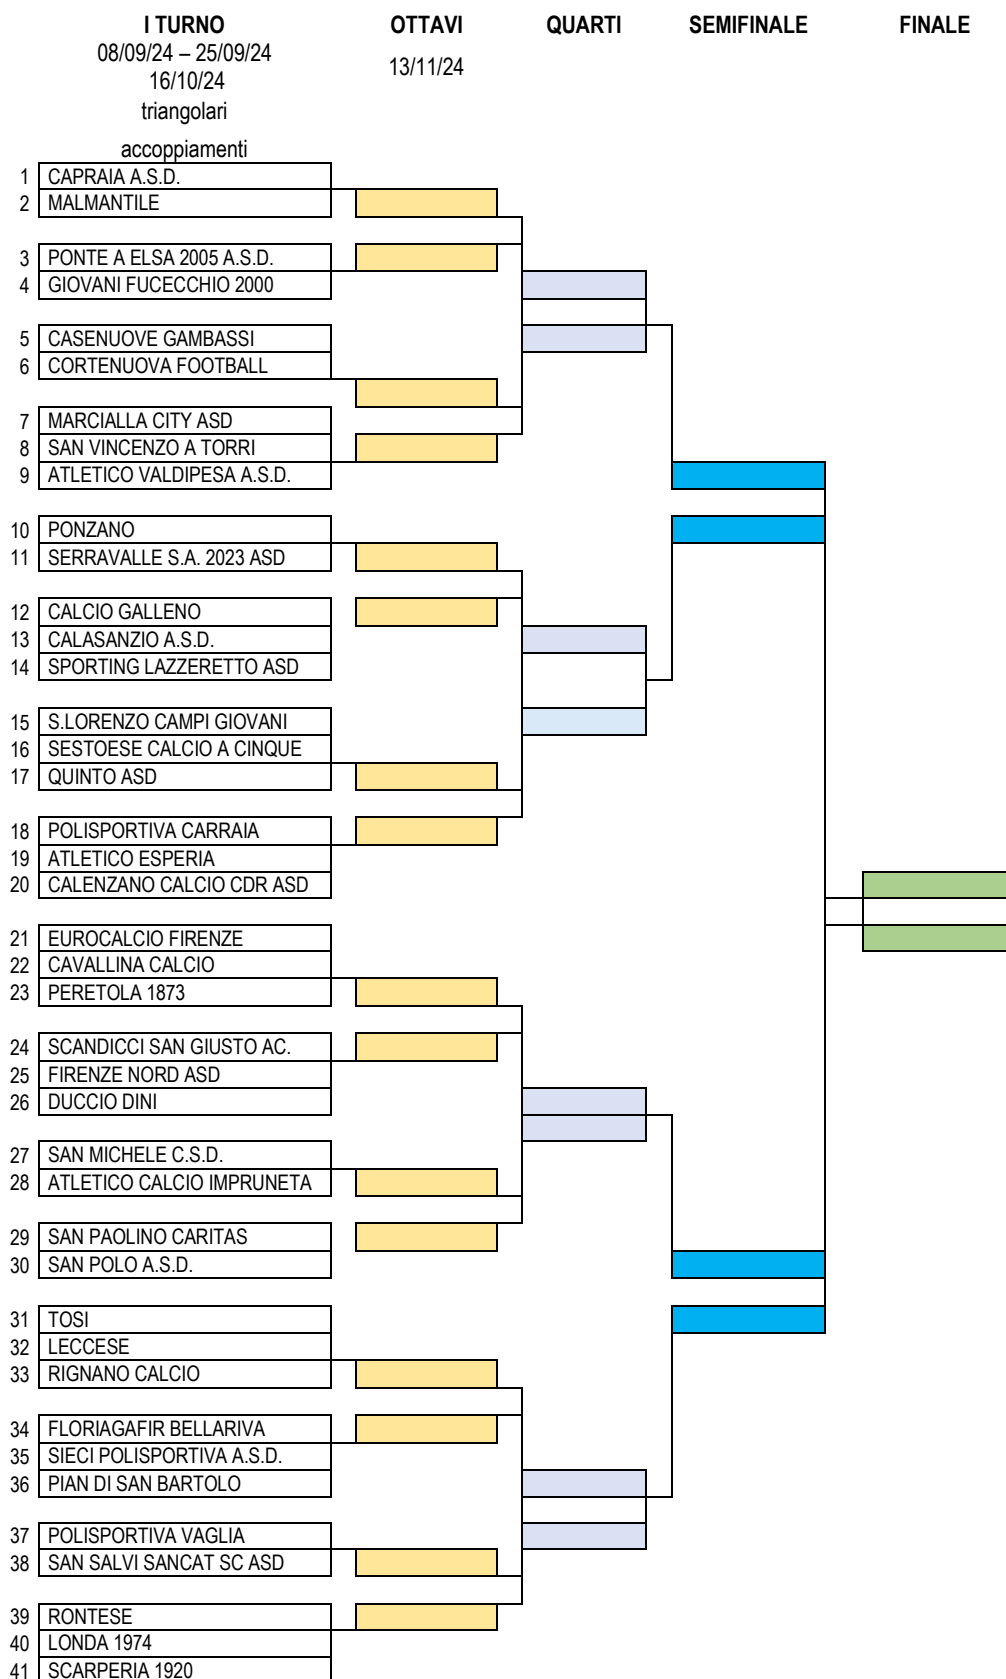 I TURNO OTTAVI QUARTI SEMIFINALE FINALE
08/09/24 – 25/09/24
16/10/24 13/11/24
triangolari
accoppiamenti
1 CAPRAIA A.S.D.
2 MALMANTILE
3 PONTE A ELSA 2005 A.S.D.
4 GIOVANI FUCECCHIO 2000
5 CASENUOVE GAMBASSI
6 CORTENUOVA FOOTBALL
7 MARCIALLA CITY ASD
8 SAN VINCENZO A TORRI
9 ATLETICO VALDIPESA A.S.D.
10 PONZANO
11 SERRAVALLE S.A. 2023 ASD
12 CALCIO GALLENO
13 CALASANZIO A.S.D.
14 SPORTING LAZZERETTO ASD
15 S.LORENZO CAMPI GIOVANI
16 SESTOESE CALCIO A CINQUE
17 QUINTO ASD
18 POLISPORTIVA CARRAIA
19 ATLETICO ESPERIA
20 CALENZANO CALCIO CDR ASD
21 EUROCALCIO FIRENZE
22 CAVALLINA CALCIO
23 PERETOLA 1873
24 SCANDICCI SAN GIUSTO AC.
25 FIRENZE NORD ASD
26 DUCCIO DINI
27 SAN MICHELE C.S.D.
28 ATLETICO CALCIO IMPRUNETA
29 SAN PAOLINO CARITAS
30 SAN POLO A.S.D.
31 TOSI
32 LECCESE
33 RIGNANO CALCIO
34 FLORIAGAFIR BELLARIVA
35 SIECI POLISPORTIVA A.S.D.
36 PIAN DI SAN BARTOLO
37 POLISPORTIVA VAGLIA
38 SAN SALVI SANCAT SC ASD
39 RONTESE
40 LONDA 1974
41 SCARPERIA 1920